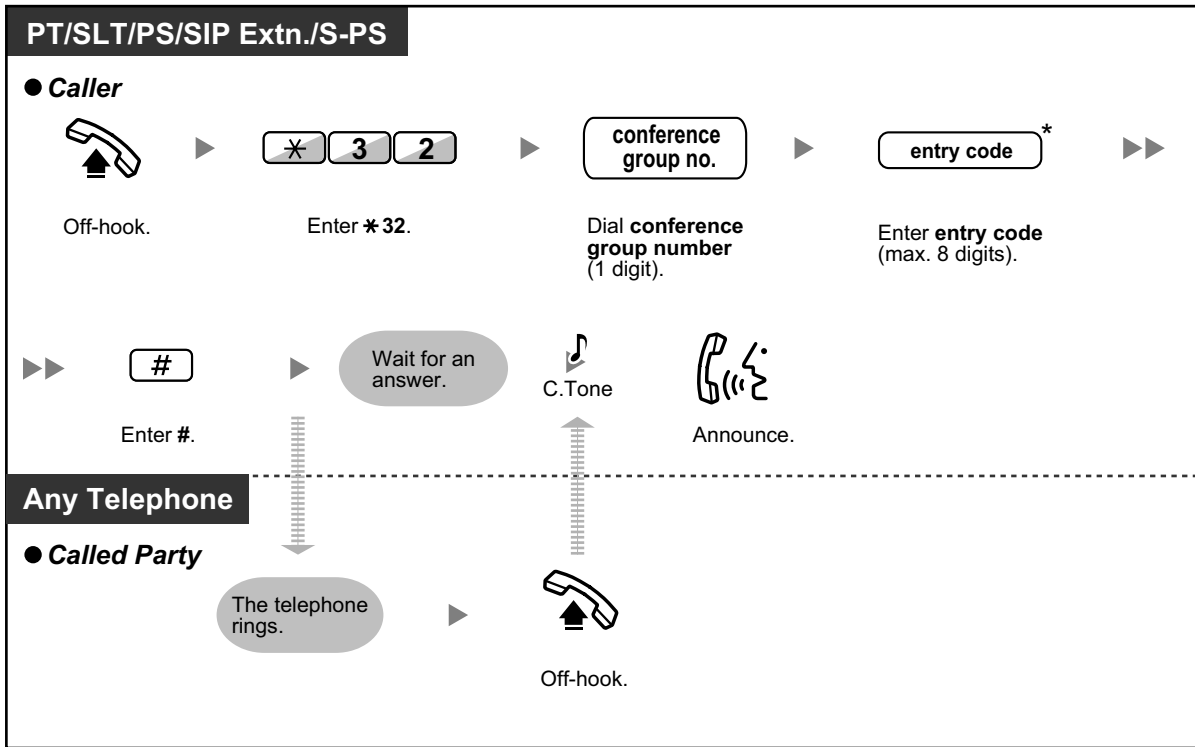 PT/SLT/PS/SIP Extn./S-PS
● Caller
✳ 3 2
conference
group no.
entry code *
Off-hook.
Enter ✳32.
Dial conference
group number
(1 digit).
Enter entry code
(max. 8 digits).
#
Wait for an
answer.
C.Tone
Enter #.
Announce.
Any Telephone
● Called Party
The telephone
rings.
Off-hook.